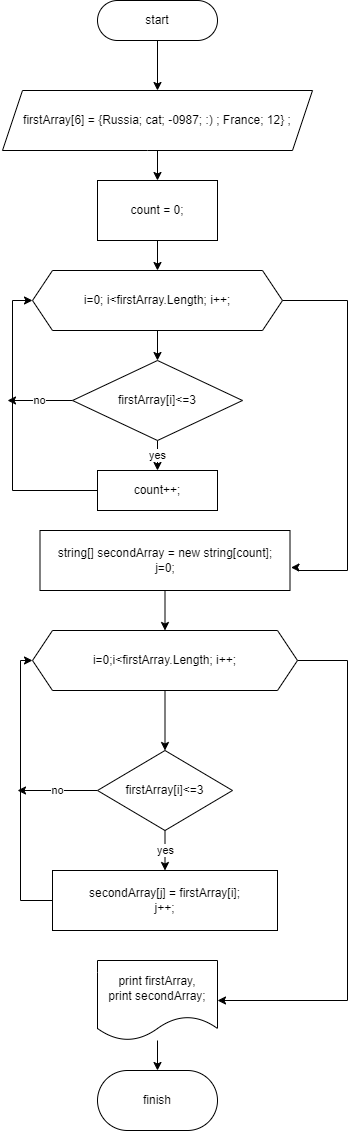 start
firstArray[6] = {Russia; cat; -0987; :) ; France; 12} ;
count = 0;
i=0; i<firstArray.Length; i++;
firstArray[i]<=3
no
yes
count++;
string[] secondArray = new string[count];
j=0;
i=0;i<firstArray.Length; i++;
firstArray[i]<=3
no
yes
secondArray[j] = firstArray[i];
j++;
print firstArray,
print secondArray;
finish